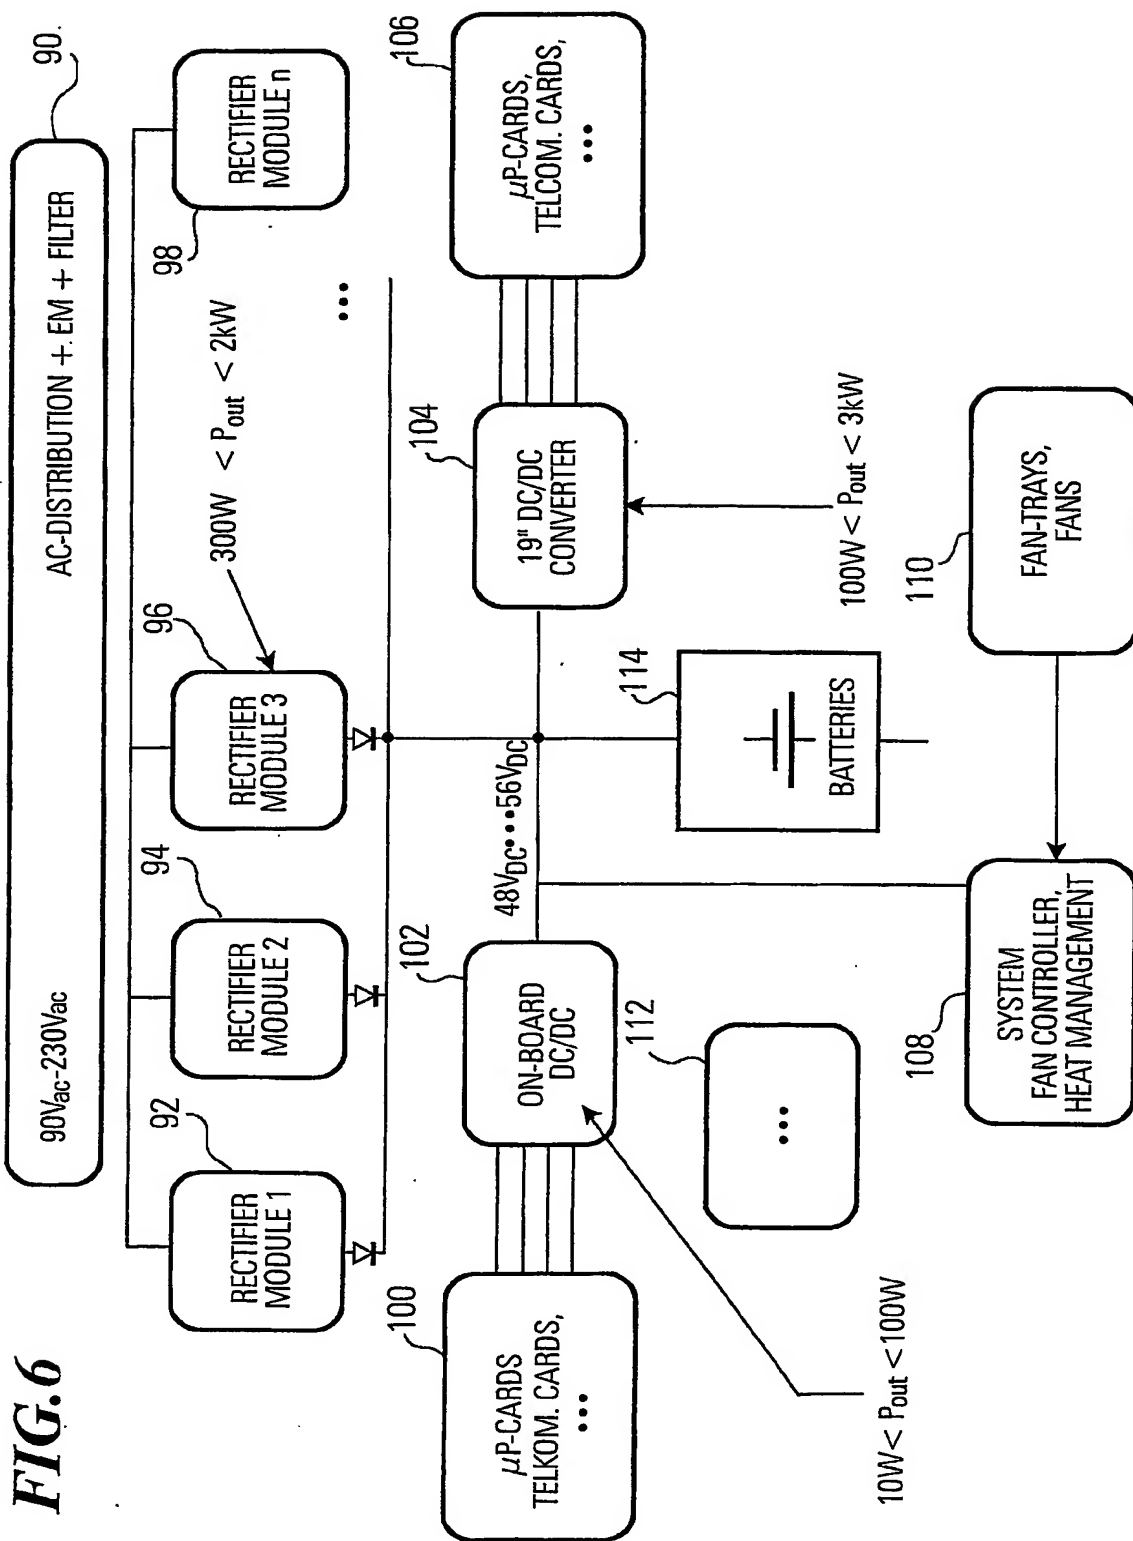 FIG.6
90.
90Vac-230Vac
AC-DISTRIBUTION + EM + FILTER
92
RECTIFIER
MODULE 1
94
RECTIFIER
MODULE 2
96
RECTIFIER
MODULE 3
300W < Pout < 2kW
98
RECTIFIER
MODULE n
•••
100
µP-CARDS
TELKOM. CARDS,
•••
102
ON-BOARD
DC/DC
48VDC•••56VDC
104
19" DC/DC
CONVERTER
106
µP-CARDS,
TELCOM. CARDS,
•••
10W< Pout <100W
112
•••
114
BATTERIES
100W < Pout < 3kW
108
SYSTEM
FAN CONTROLLER,
HEAT MANAGEMENT
110
FAN-TRAYS,
FANS